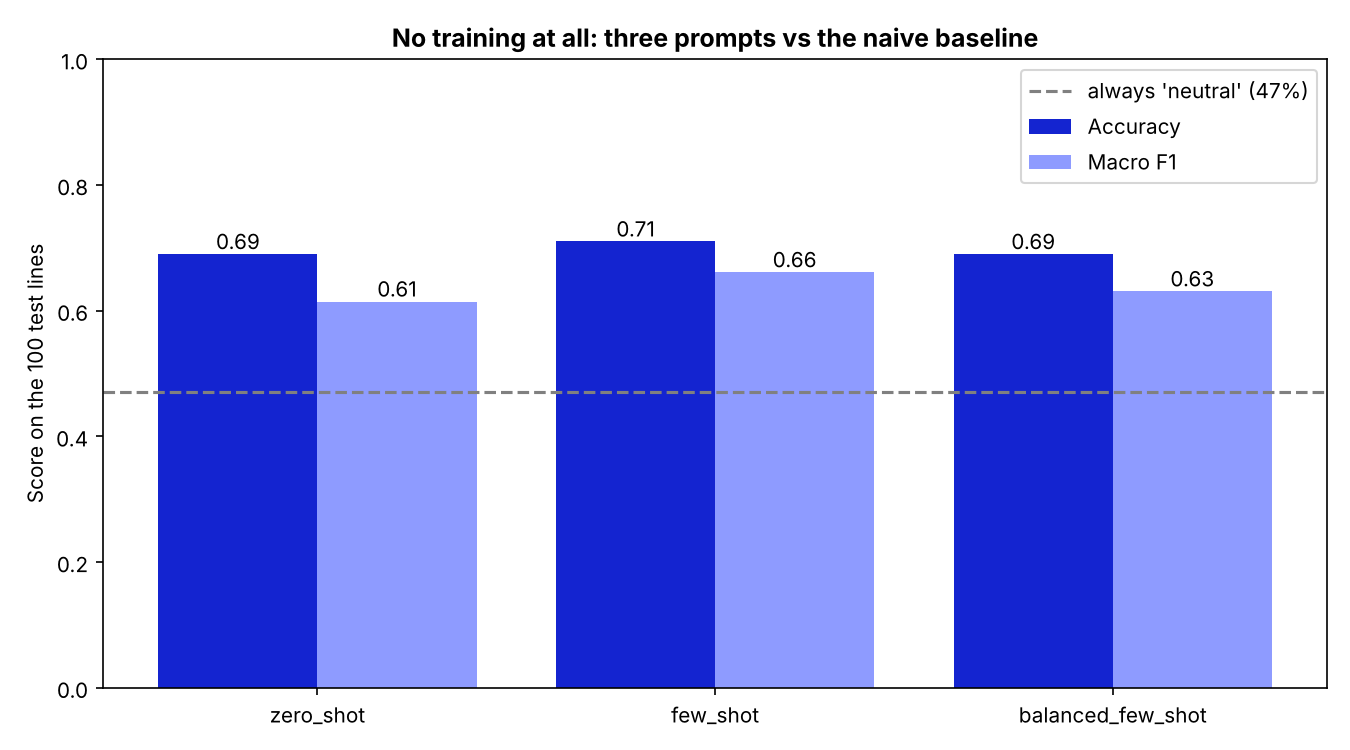 No training at all: three prompts vs the naive baseline
always 'neutral' (47%)
Accuracy
Macro F1
Score on the 100 test lines
1.0
0.8
0.6
0.4
0.2
0.0
0.69
0.61
0.71
0.66
0.69
0.63
zero_shot
few_shot
balanced_few_shot